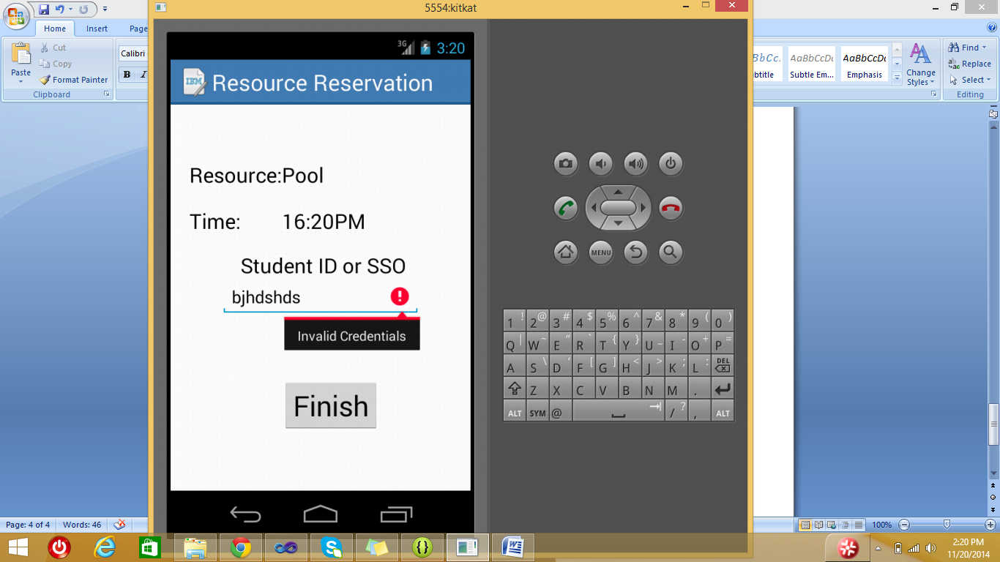 5554:kitkat
Home Insert Page
Cut
Copy
Format Painter
Paste
Clipboard
Calibri
B I
Subtle Em...
Emphasis
AaBbCcDc AaBbCcDc
Change
Styles
Find
Replace
Select
Editing
3G 3:20
IBM Resource Reservation
Resource:Pool
Time: 16:20PM
Student ID or SSO
bjhdshds
Invalid Credentials
Finish
MENU
1 ! 2 @ 3 # 4 $ 5 % 6 ^ 7 & 8 * 9 ( 0 )
Q | W ~ E “ R ` T { Y } U _ I - O + P =
A S \ D ‘ F [ G ] H < J > K ; L : DEL
Z X C V B N M .
ALT SYM @ / ? , ALT
Page: 4 of 4 Words: 46
100%
2:20 PM
11/20/2014